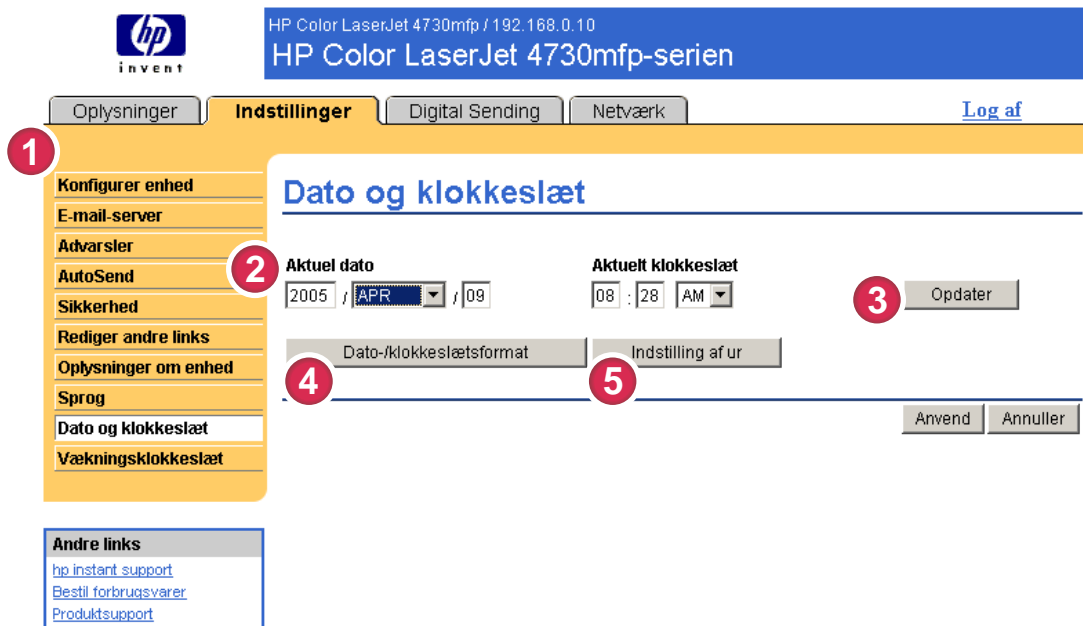 hp
invent
HP Color LaserJet 4730mfp / 192.168.0.10
HP Color LaserJet 4730mfp-serien
Oplysninger Indstillinger Digital Sending Netværk Log af
1
Konfigurer enhed
E-mail-server
Advarsler
AutoSend
Sikkerhed
Rediger andre links
Oplysninger om enhed
Sprog
Dato og klokkeslæt
Vækningsklokkeslæt
Andre links
hp instant support
Bestil forbrugsvarer
Produktsupport
Dato og klokkeslæt
2
Aktuel dato Aktuelt klokkeslæt
2005 / APR / 09 08 : 28 AM 3 Opdater
Dato-/klokkeslætsformat Indstilling af ur
4 5
Anvend Annuller